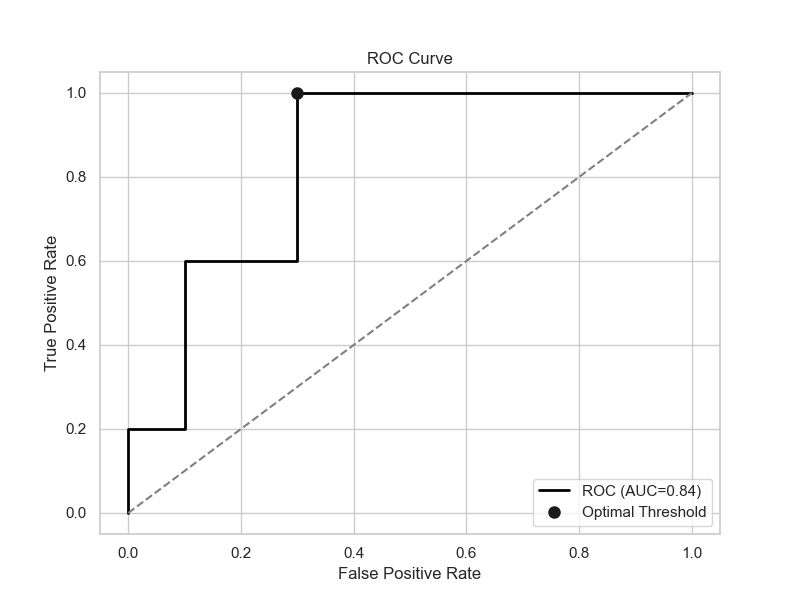 ROC Curve
True Positive Rate
1.0
0.8
0.6
0.4
0.2
0.0
0.0 0.2 0.4 0.6 0.8 1.0
False Positive Rate
ROC (AUC=0.84)
Optimal Threshold